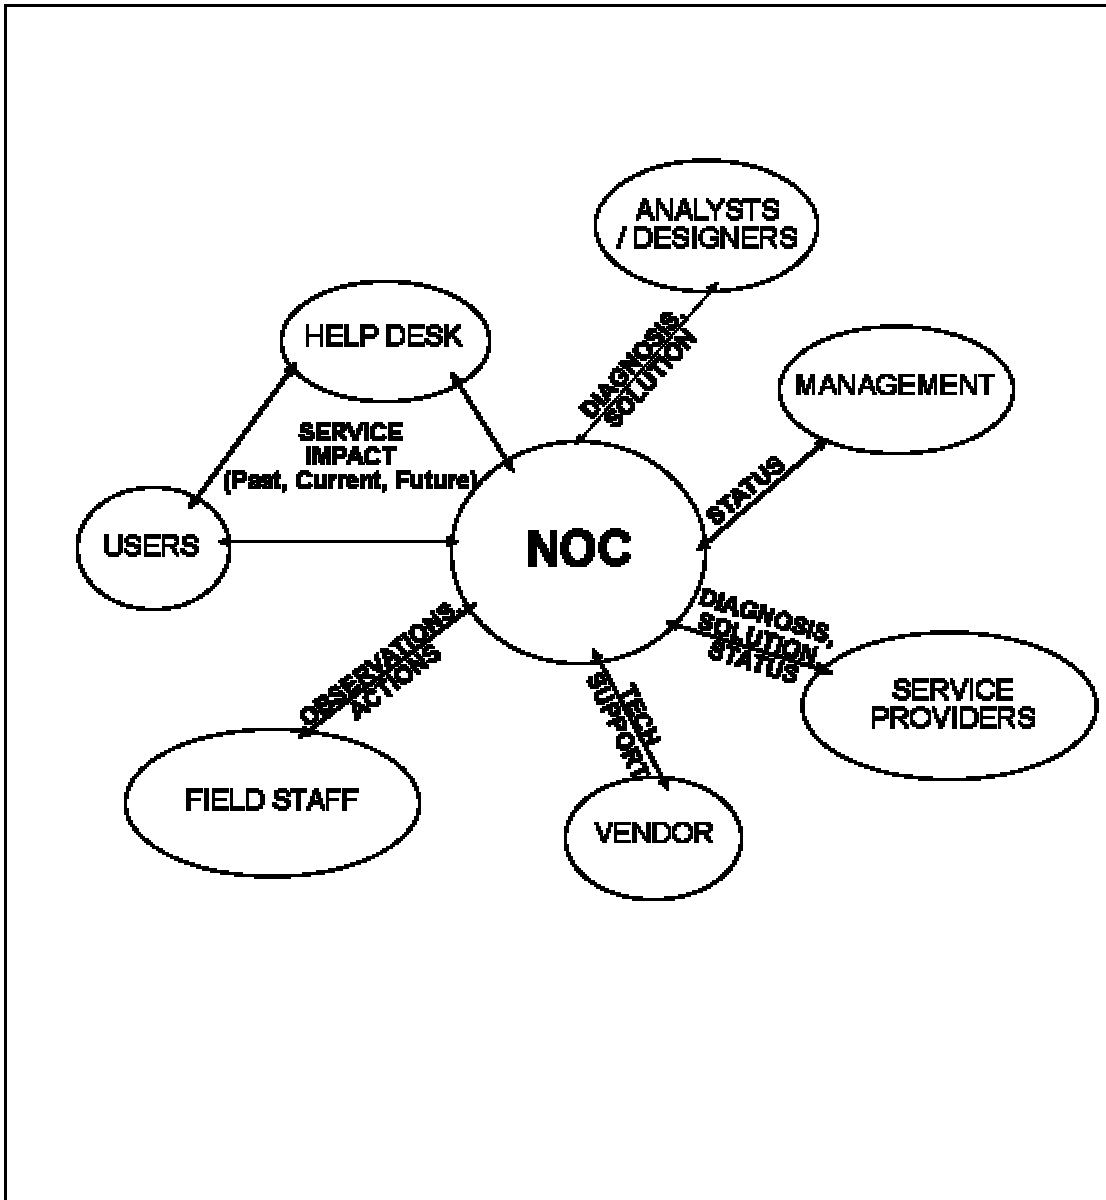 ANALYSTS
/ DESIGNERS
HELP DESK
DIAGNOSIS,
SOLUTION
MANAGEMENT
SERVICE
IMPACT
(Past, Current, Future)
STATUS
USERS
NOC
OBSERVATIONS,
ACTIONS
DIAGNOSIS,
SOLUTION,
STATUS
TECH
SUPPORT
SERVICE
PROVIDERS
FIELD STAFF
VENDOR